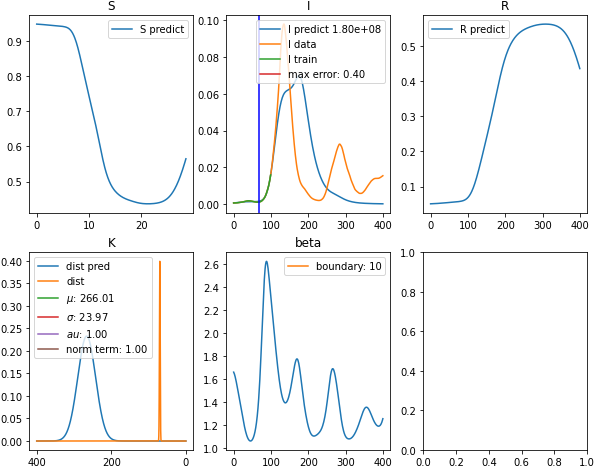 S
I
R
S predict
I predict 1.80e+08
I data
I train
max error: 0.40
R predict
0.9
0.8
0.7
0.6
0.5
0 10 20
0.10
0.08
0.06
0.04
0.02
0.00
0 100 200 300 400
0.5
0.4
0.3
0.2
0.1
0 100 200 300 400
K
beta
dist pred
dist
μ: 266.01
σ: 23.97
au: 1.00
norm term: 1.00
boundary: 10
0.40
0.35
0.30
0.25
0.20
0.15
0.10
0.05
0.00
400 200 0
2.6
2.4
2.2
2.0
1.8
1.6
1.4
1.2
1.0
0 100 200 300 400
1.0
0.8
0.6
0.4
0.2
0.0
0.0 0.2 0.4 0.6 0.8 1.0